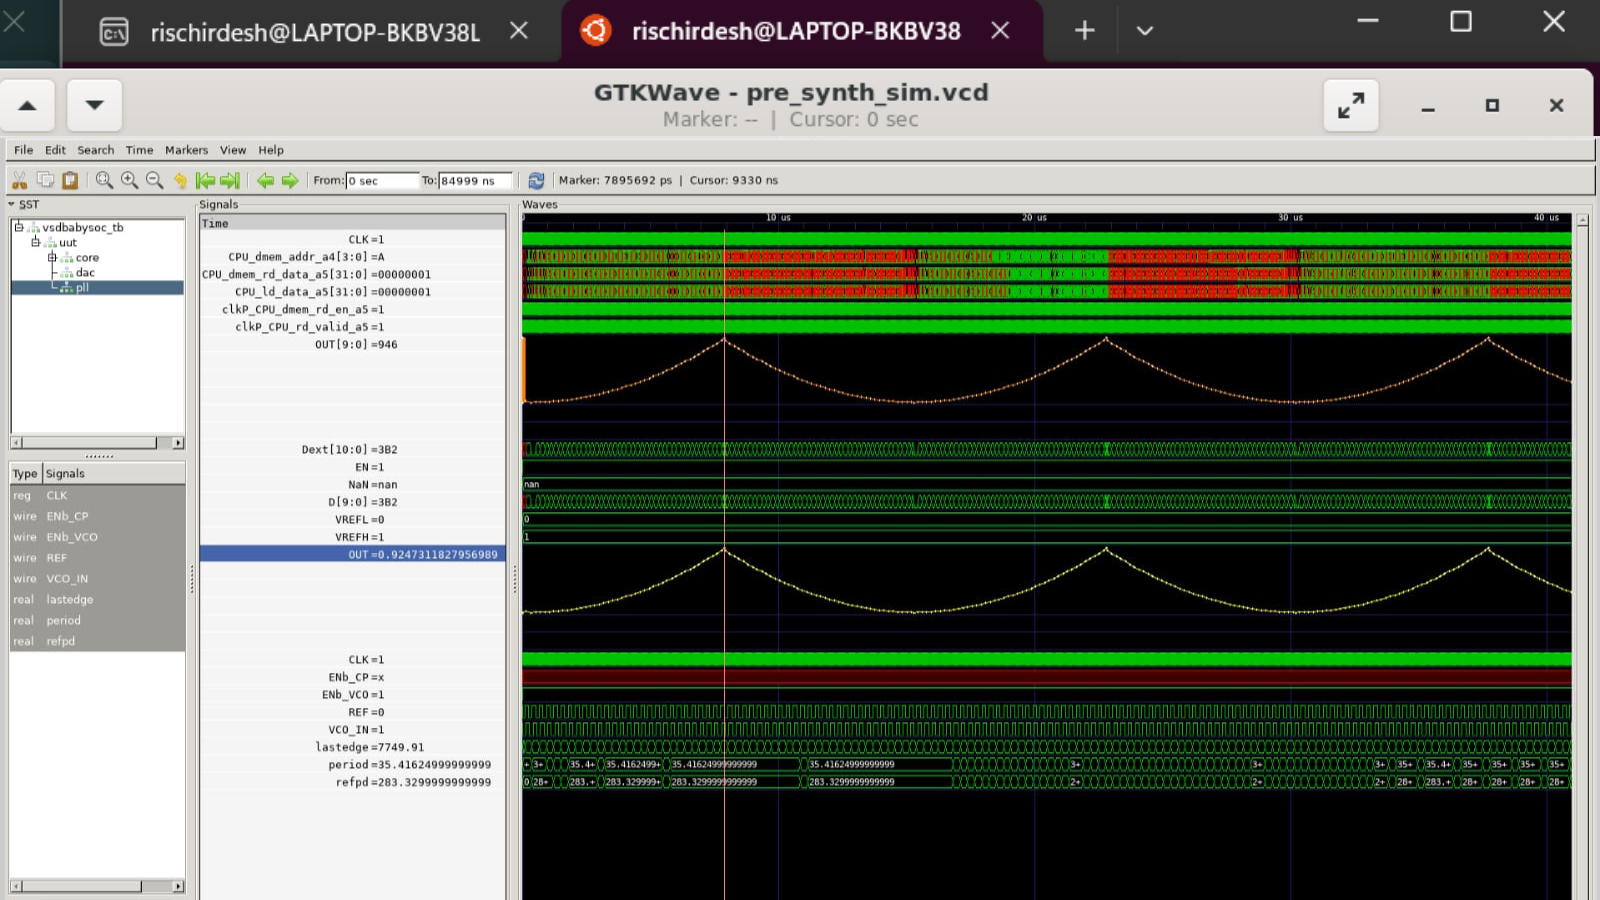 rischirdesh@LAPTOP-BKBV38L
rischirdesh@LAPTOP-BKBV38
GTKWave - pre_synth_sim.vcd
Marker: -- | Cursor: 0 sec
File Edit Search Time Markers View Help
From: 0 sec To: 84999 ns Marker: 7895692 ps | Cursor: 9330 ns
SST
vsdbabysoc_tb
uut
core
dac
pll
Type Signals
reg CLK
wire ENb_CP
wire ENb_VCO
wire REF
wire VCO_IN
real lastedge
real period
real refpd
Signals
Time
CLK=1
CPU_dmem_addr_a4[3:0]=A
CPU_dmem_rd_data_a5[31:0]=00000001
CPU_ld_data_a5[31:0]=00000001
clkP_CPU_dmem_rd_en_a5=1
clkP_CPU_rd_valid_a5=1
OUT[9:0]=946
Dext[10:0]=3B2
EN=1
NaN=nan
D[9:0]=3B2
VREFL=0
VREFH=1
OUT=0.9247311827956989
CLK=1
ENb_CP=x
ENb_VCO=1
REF=0
VCO_IN=1
lastedge=7749.91
period=35.41624999999999
refpd=283.3299999999999
Waves
10 us 20 us 30 us 40 us
nan
0
1
+ 3+ 35.4+ 35.4162499+ 35.41624999999999 35.41624999999999 3+ 3+ 3+ 35+ 35.4+ 35+ 35+ 35+ 35+
0 28+ 283.+ 283.329999+ 283.3299999999999 283.3299999999999 2+ 2+ 2+ 28+ 283.+ 28+ 28+ 28+ 28+